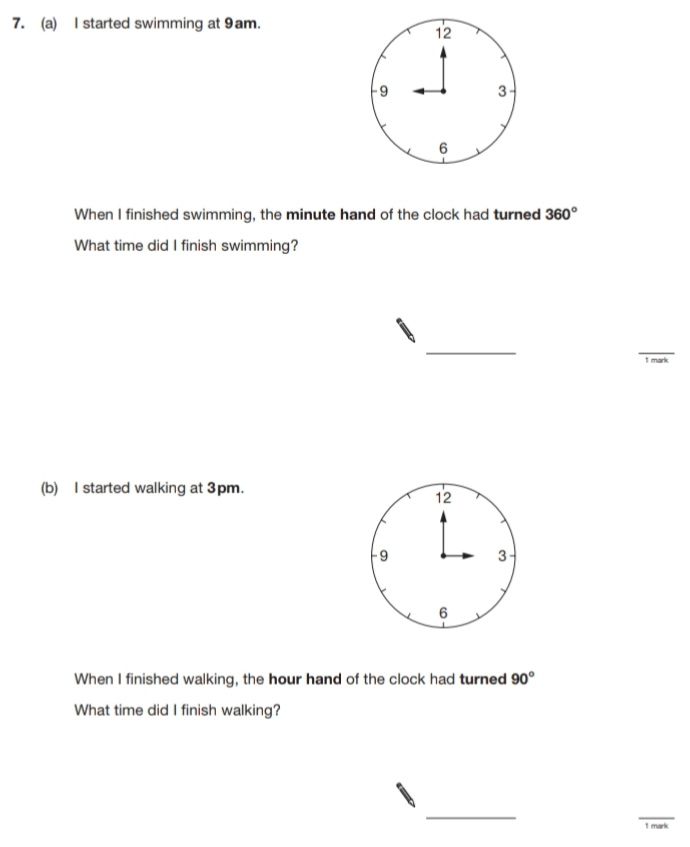 7. (a) I started swimming at 9am.
12
9
3
6
When I finished swimming, the minute hand of the clock had turned 360°
What time did I finish swimming?
1 mark
(b) I started walking at 3pm.
12
9
3
6
When I finished walking, the hour hand of the clock had turned 90°
What time did I finish walking?
1 mark